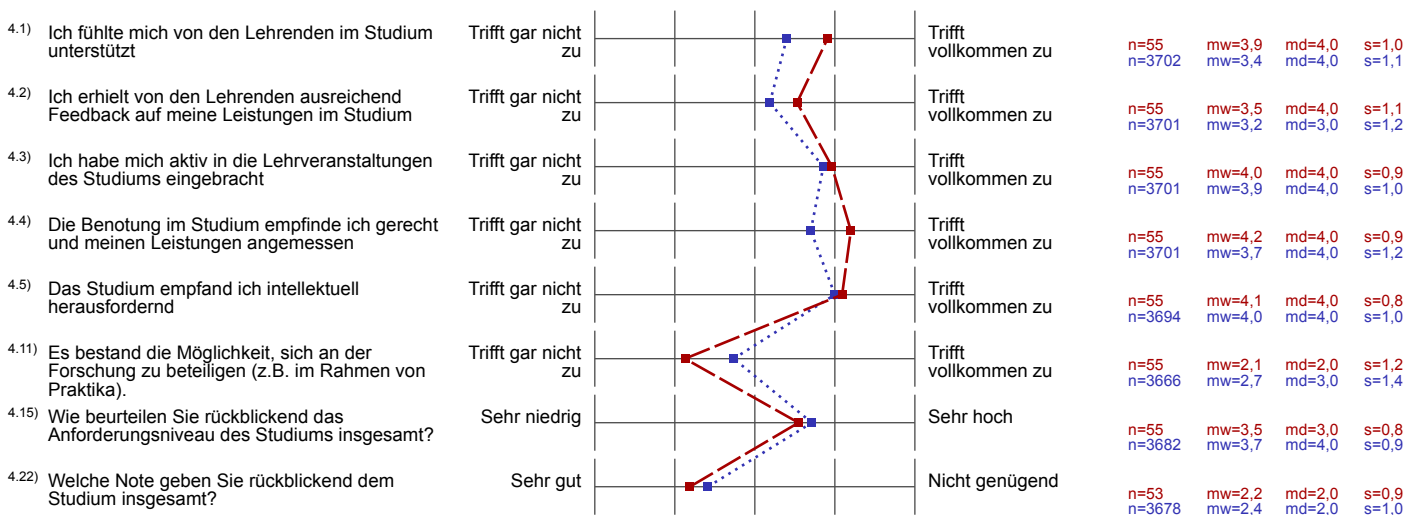 4.1) Ich fühlte mich von den Lehrenden im Studium
unterstützt
Trifft gar nicht
zu
Trifft
vollkommen zu
n=55 mw=3,9 md=4,0 s=1,0
n=3702 mw=3,4 md=4,0 s=1,1
4.2) Ich erhielt von den Lehrenden ausreichend
Feedback auf meine Leistungen im Studium
Trifft gar nicht
zu
Trifft
vollkommen zu
n=55 mw=3,5 md=4,0 s=1,1
n=3701 mw=3,2 md=3,0 s=1,2
4.3) Ich habe mich aktiv in die Lehrveranstaltungen
des Studiums eingebracht
Trifft gar nicht
zu
Trifft
vollkommen zu
n=55 mw=4,0 md=4,0 s=0,9
n=3701 mw=3,9 md=4,0 s=1,0
4.4) Die Benotung im Studium empfinde ich gerecht
und meinen Leistungen angemessen
Trifft gar nicht
zu
Trifft
vollkommen zu
n=55 mw=4,2 md=4,0 s=0,9
n=3701 mw=3,7 md=4,0 s=1,2
4.5) Das Studium empfand ich intellektuell
herausfordernd
Trifft gar nicht
zu
Trifft
vollkommen zu
n=55 mw=4,1 md=4,0 s=0,8
n=3694 mw=4,0 md=4,0 s=1,0
4.11) Es bestand die Möglichkeit, sich an der
Forschung zu beteiligen (z.B. im Rahmen von
Praktika).
Trifft gar nicht
zu
Trifft
vollkommen zu
n=55 mw=2,1 md=2,0 s=1,2
n=3666 mw=2,7 md=3,0 s=1,4
4.15) Wie beurteilen Sie rückblickend das
Anforderungsniveau des Studiums insgesamt?
Sehr niedrig
Sehr hoch
n=55 mw=3,5 md=3,0 s=0,8
n=3682 mw=3,7 md=4,0 s=0,9
4.22) Welche Note geben Sie rückblickend dem
Studium insgesamt?
Sehr gut
Nicht genügend
n=53 mw=2,2 md=2,0 s=0,9
n=3678 mw=2,4 md=2,0 s=1,0